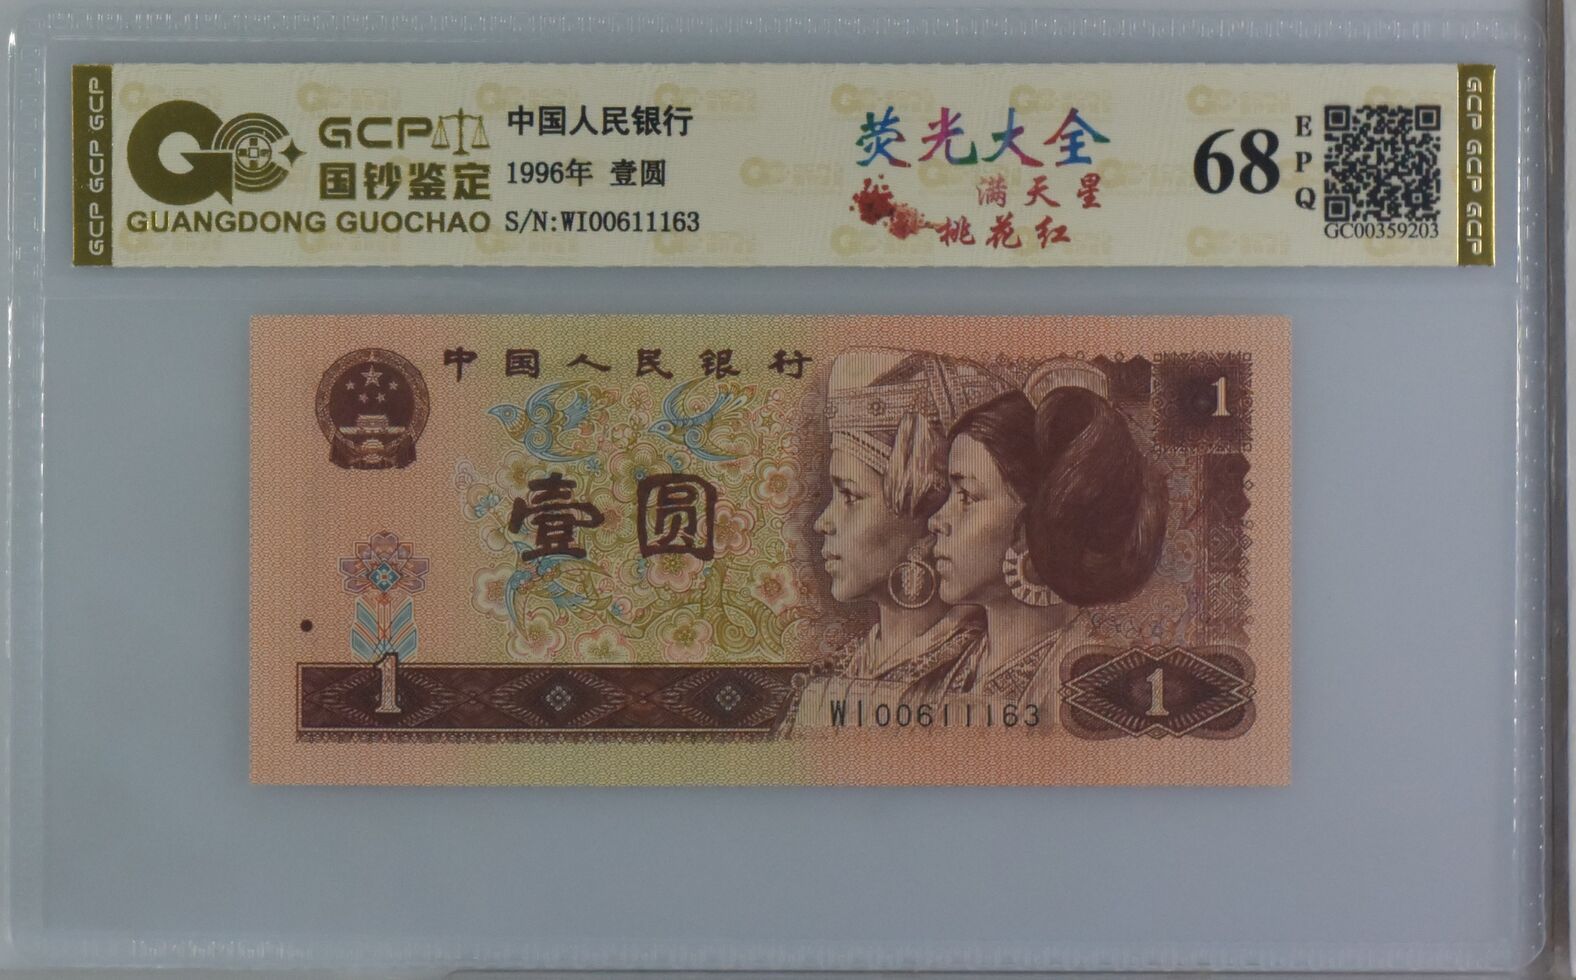 GCP GCP GCP
GCP
国钞鉴定
GUANGDONG GUOCHAO
中国人民银行
1996年 壹圆
S/N:WI00611163
荧光大全
满天星
桃花红
68
EPQ
GC00359203
GCP GCP GCP
中国人民银行
1
壹圆
1
WI00611163
1